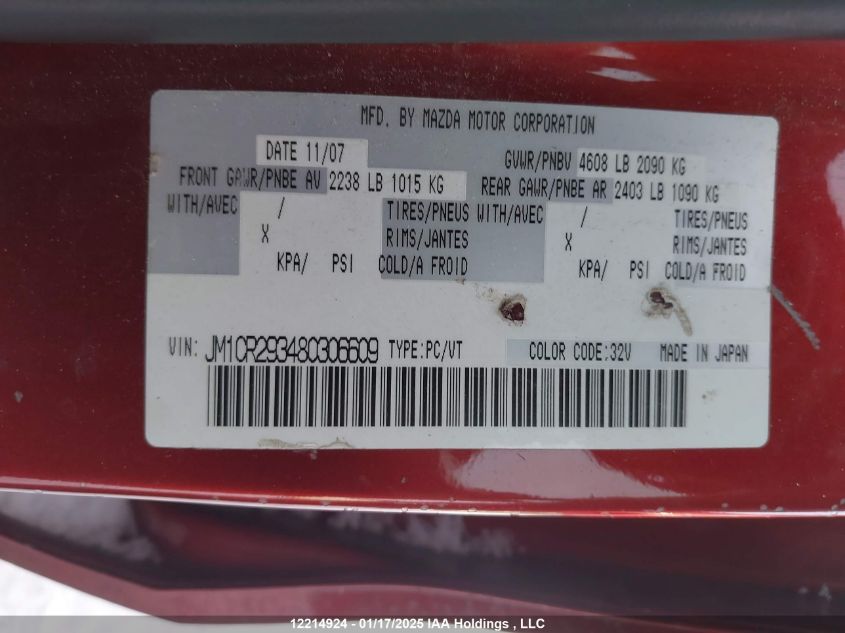 MFD. BY MAZDA MOTOR CORPORATION
DATE 11/07 GVWR/PNBV 4608 LB 2090 KG
FRONT GAWR/PNBE AV 2238 LB 1015 KG REAR GAWR/PNBE AR 2403 LB 1090 KG
WITH/AVEC / TIRES/PNEUS WITH/AVEC / TIRES/PNEUS
X RIMS/JANTES X RIMS/JANTES
KPA/ PSI COLD/A FROID KPA/ PSI COLD/A FROID
VIN: JM1CR293480306609 TYPE:PC/VT COLOR CODE:32V MADE IN JAPAN
12214924 - 01/17/2025 IAA Holdings , LLC